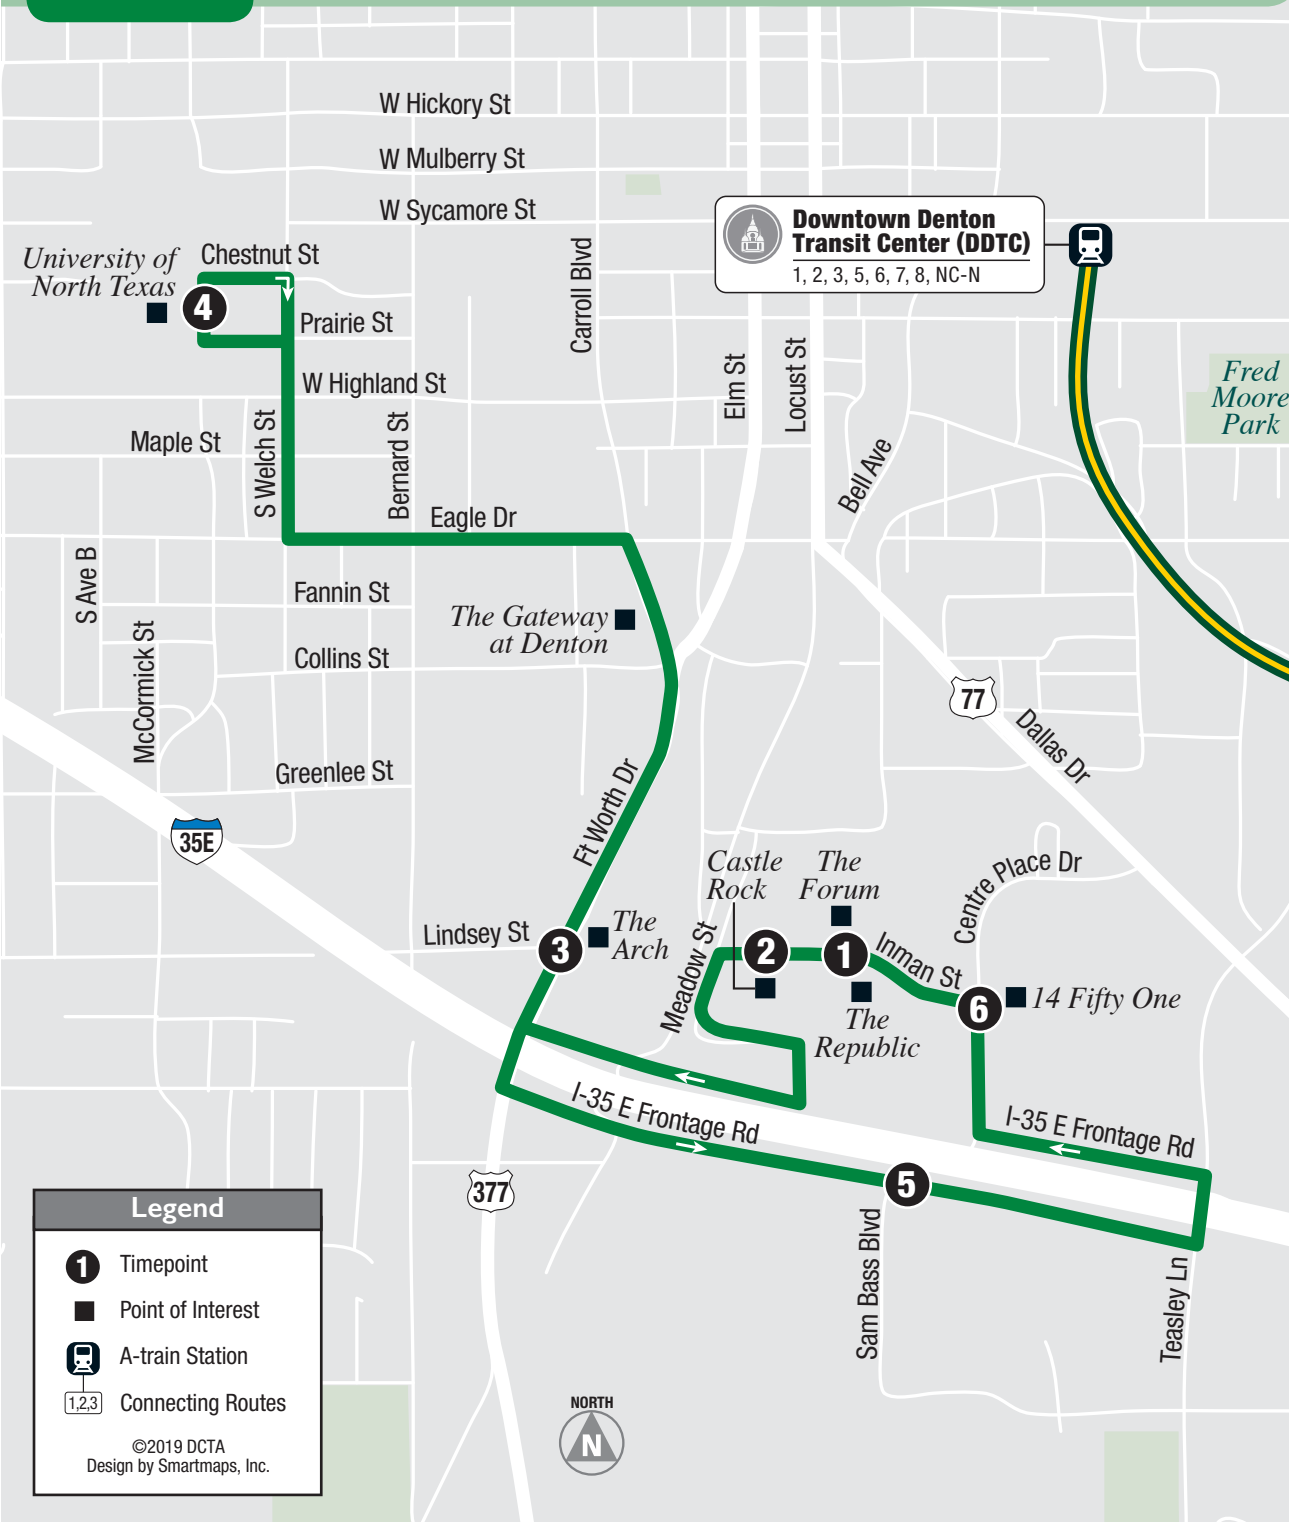 W Hickory St
W Mulberry St
W Sycamore St
Downtown Denton
Transit Center (DDTC)
1, 2, 3, 5, 6, 7, 8, NC-N
University of
North Texas
Chestnut St
4
Prairie St
Carroll Blvd
Elm St
Locust St
Fred
Moore
Park
W Highland St
Maple St
S Welch St
Bernard St
Bell Ave
Eagle Dr
S Ave B
Fannin St
The Gateway
at Denton
McCormick St
Collins St
77
Dallas Dr
Greenlee St
35E
Ft Worth Dr
Castle
Rock
The
Forum
Centre Place Dr
Lindsey St
3
The
Arch
Meadow St
2
1
Inman St
6
14 Fifty One
The
Republic
I-35 E Frontage Rd
I-35 E Frontage Rd
377
5
Sam Bass Blvd
Teasley Ln
Legend
1
Timepoint
Point of Interest
A-train Station
1,2,3
Connecting Routes
©2019 DCTA
Design by Smartmaps, Inc.
NORTH
N